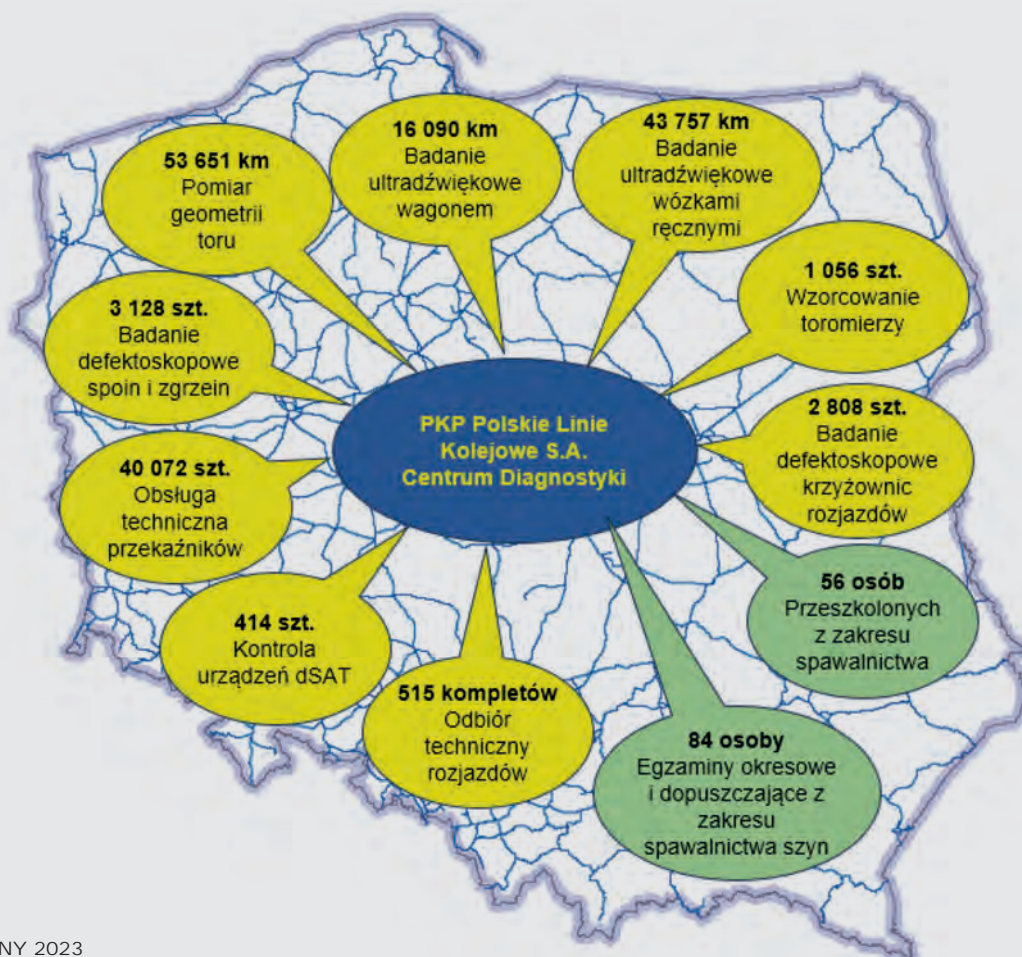 53 651 km
Pomiar
geometrii
toru
16 090 km
Badanie
ultradźwiękowe
wagonem
43 757 km
Badanie
ultradźwiękowe
wózkami
ręcznymi
1 056 szt.
Wzorcowanie
toromierzy
3 128 szt.
Badanie
defektoskopowe
spoin i zgrzein
PKP Polskie Linie
Kolejowe S.A.
Centrum Diagnostyki
2 808 szt.
Badanie
defektoskopowe
krzyżownic
rozjazdów
40 072 szt.
Obsługa
techniczna
przekaźników
56 osób
Przeszkolonych
z zakresu
spawalnictwa
414 szt.
Kontrola
urządzeń dSAT
515 kompletów
Odbiór
techniczny
rozjazdów
84 osoby
Egzaminy okresowe
i dopuszczające z
zakresu
spawalnictwa szyn
NY 2023